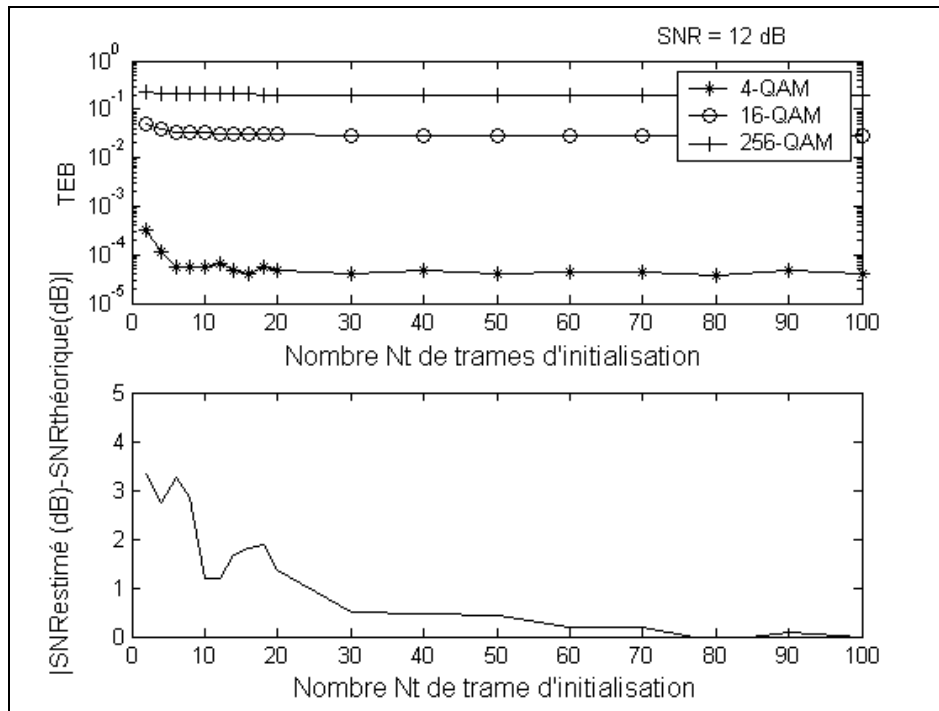 SNR = 12 dB
10^0
10^-1
10^-2
10^-3
10^-4
10^-5
TEB
4-QAM
16-QAM
256-QAM
0 10 20 30 40 50 60 70 80 90 100
Nombre Nt de trames d'initialisation
|SNRestimé (dB)-SNRthéorique(dB)|
5
4
3
2
1
0
0 10 20 30 40 50 60 70 80 90 100
Nombre Nt de trame d'initialisation